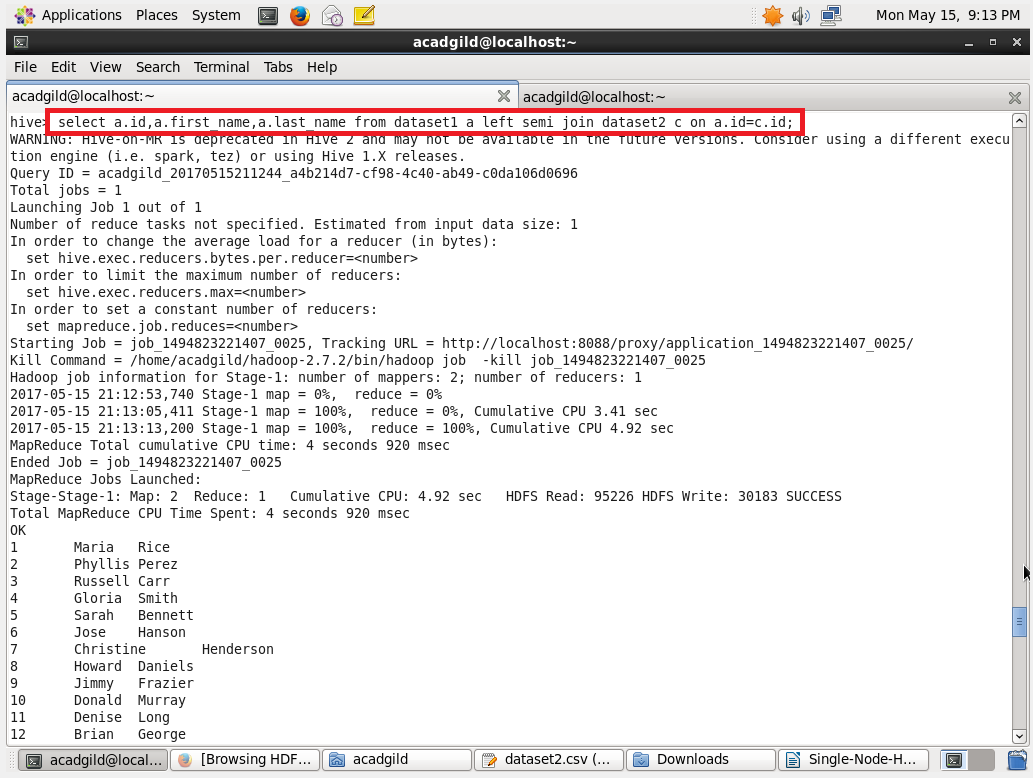 Applications Places System Mon May 15, 9:13 PM
acadgild@localhost:~
File Edit View Search Terminal Tabs Help
acadgild@localhost:~ acadgild@localhost:~
hive> select a.id,a.first_name,a.last_name from dataset1 a left semi join dataset2 c on a.id=c.id;
WARNING: Hive-on-MR is deprecated in Hive 2 and may not be available in the future versions. Consider using a different execu
tion engine (i.e. spark, tez) or using Hive 1.X releases.
Query ID = acadgild_20170515211244_a4b214d7-cf98-4c40-ab49-c0da106d0696
Total jobs = 1
Launching Job 1 out of 1
Number of reduce tasks not specified. Estimated from input data size: 1
In order to change the average load for a reducer (in bytes):
  set hive.exec.reducers.bytes.per.reducer=<number>
In order to limit the maximum number of reducers:
  set hive.exec.reducers.max=<number>
In order to set a constant number of reducers:
  set mapreduce.job.reduces=<number>
Starting Job = job_1494823221407_0025, Tracking URL = http://localhost:8088/proxy/application_1494823221407_0025/
Kill Command = /home/acadgild/hadoop-2.7.2/bin/hadoop job  -kill job_1494823221407_0025
Hadoop job information for Stage-1: number of mappers: 2; number of reducers: 1
2017-05-15 21:12:53,740 Stage-1 map = 0%,  reduce = 0%
2017-05-15 21:13:05,411 Stage-1 map = 100%,  reduce = 0%, Cumulative CPU 3.41 sec
2017-05-15 21:13:13,200 Stage-1 map = 100%,  reduce = 100%, Cumulative CPU 4.92 sec
MapReduce Total cumulative CPU time: 4 seconds 920 msec
Ended Job = job_1494823221407_0025
MapReduce Jobs Launched:
Stage-Stage-1: Map: 2  Reduce: 1   Cumulative CPU: 4.92 sec   HDFS Read: 95226 HDFS Write: 30183 SUCCESS
Total MapReduce CPU Time Spent: 4 seconds 920 msec
OK
1 Maria Rice
2 Phyllis Perez
3 Russell Carr
4 Gloria Smith
5 Sarah Bennett
6 Jose Hanson
7 Christine Henderson
8 Howard Daniels
9 Jimmy Frazier
10 Donald Murray
11 Denise Long
12 Brian George
acadgild@local... [Browsing HDF... acadgild dataset2.csv (... Downloads Single-Node-H...